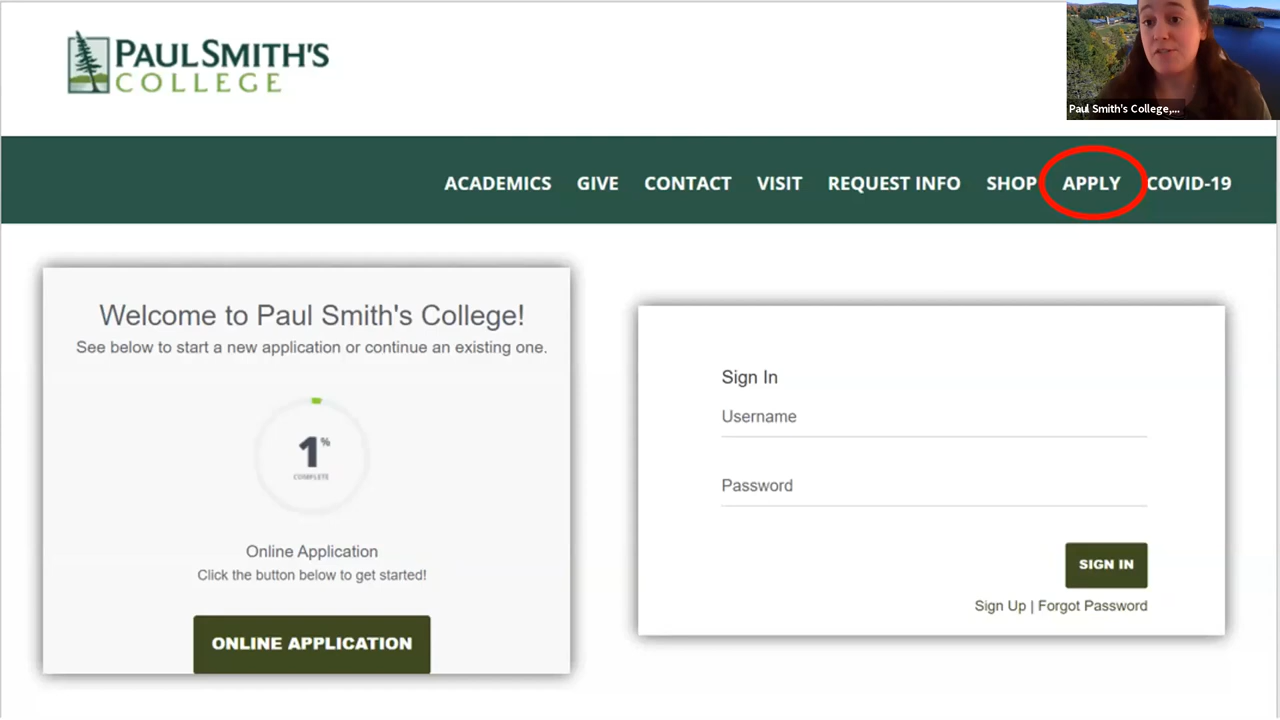 PAUL SMITH'S
COLLEGE
Paul Smith's College,...
ACADEMICS GIVE CONTACT VISIT REQUEST INFO SHOP APPLY COVID-19
Welcome to Paul Smith's College!
See below to start a new application or continue an existing one.
1%
COMPLETE
Online Application
Click the button below to get started!
ONLINE APPLICATION
Sign In
Username
Password
SIGN IN
Sign Up | Forgot Password